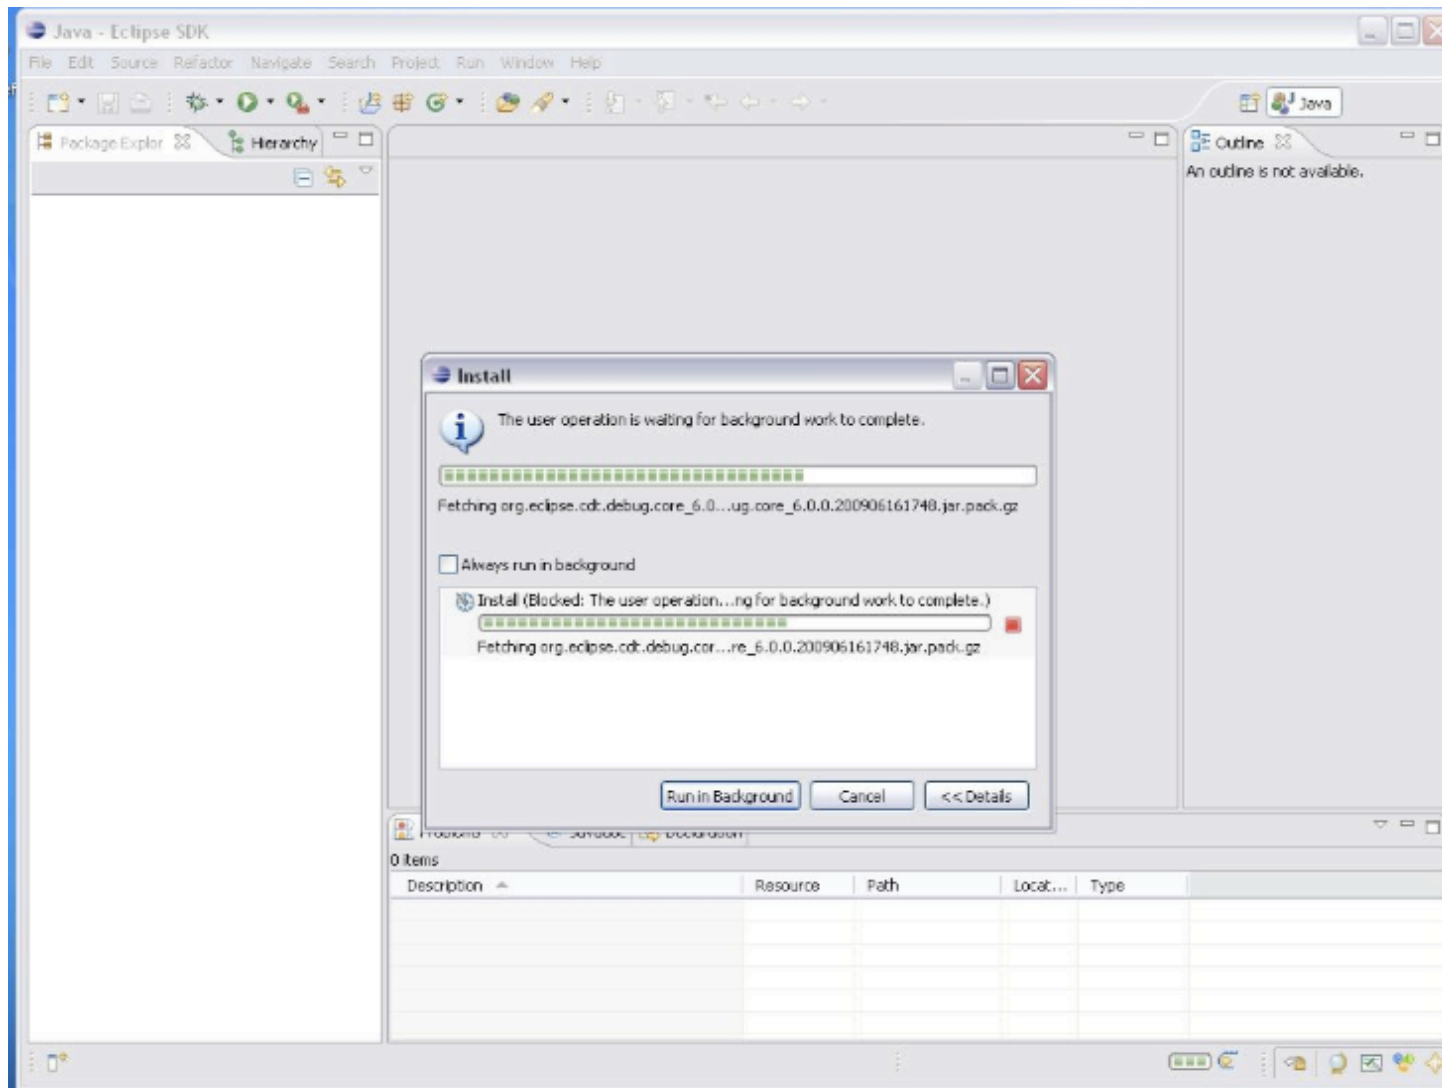 Java - Eclipse SDK
File Edit Source Refactor Navigate Search Project Run Window Help
Java
Package Explor
Hierarchy
Outline
An outline is not available.
Install
The user operation is waiting for background work to complete.
Fetching org.eclipse.cdt.debug.core_6.0...ug.core_6.0.0.200906161748.jar.pack.gz
Always run in background
Install (Blocked: The user operation...ng for background work to complete.)
Fetching org.eclipse.cdt.debug.cor...re_6.0.0.200906161748.jar.pack.gz
Run in Background Cancel << Details
Problems Javadoc Declaration
0 items
Description Resource Path Locat... Type